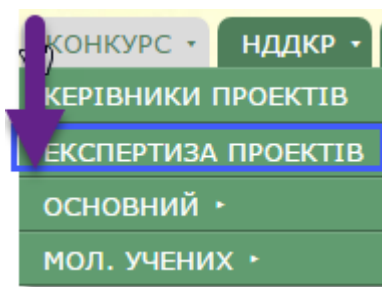 КОНКУРС НДДКР
КЕРІВНИКИ ПРОЕКТІВ
ЕКСПЕРТИЗА ПРОЕКТІВ
ОСНОВНИЙ
МОЛ. УЧЕНИХ